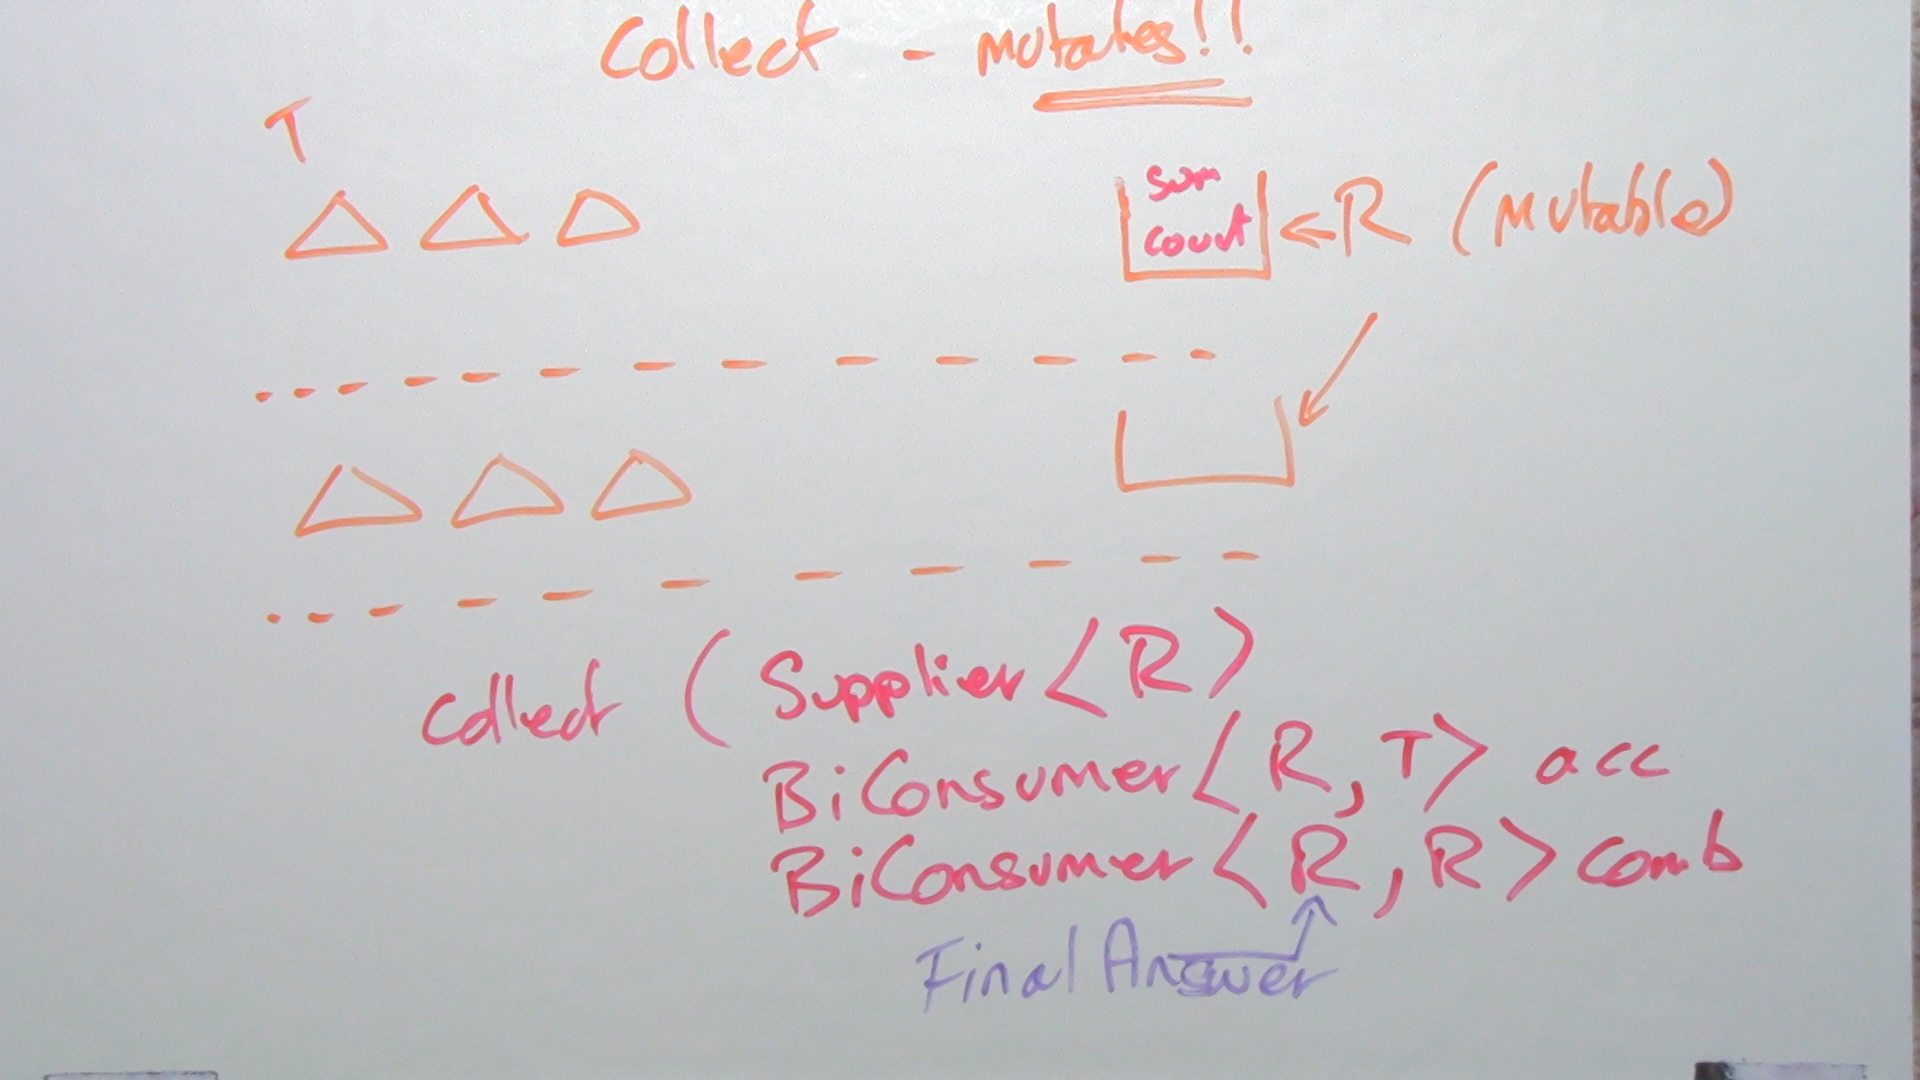 Collect - mutates!!
T
sum
count
R (mutable)
Collect ( Supplier<R>
BiConsumer<R, T> acc
BiConsumer<R, R> comb
Final Answer